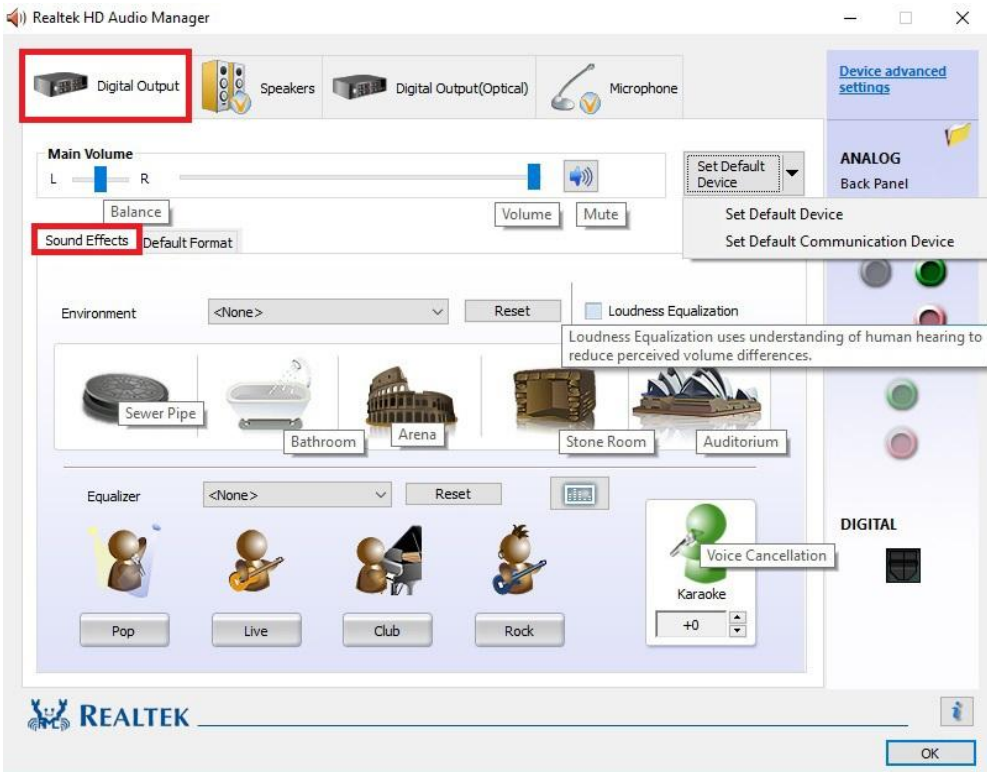 Realtek HD Audio Manager
Digital Output
Speakers
Digital Output(Optical)
Microphone
Device advanced
settings
Main Volume
L
R
Set Default
Device
ANALOG
Back Panel
Balance
Volume
Mute
Set Default Device
Set Default Communication Device
Sound Effects
Default Format
Environment
<None>
Reset
Loudness Equalization
Loudness Equalization uses understanding of human hearing to
reduce perceived volume differences.
Sewer Pipe
Bathroom
Arena
Stone Room
Auditorium
Equalizer
<None>
Reset
DIGITAL
Voice Cancellation
Karaoke
+0
Pop
Live
Club
Rock
REALTEK
OK